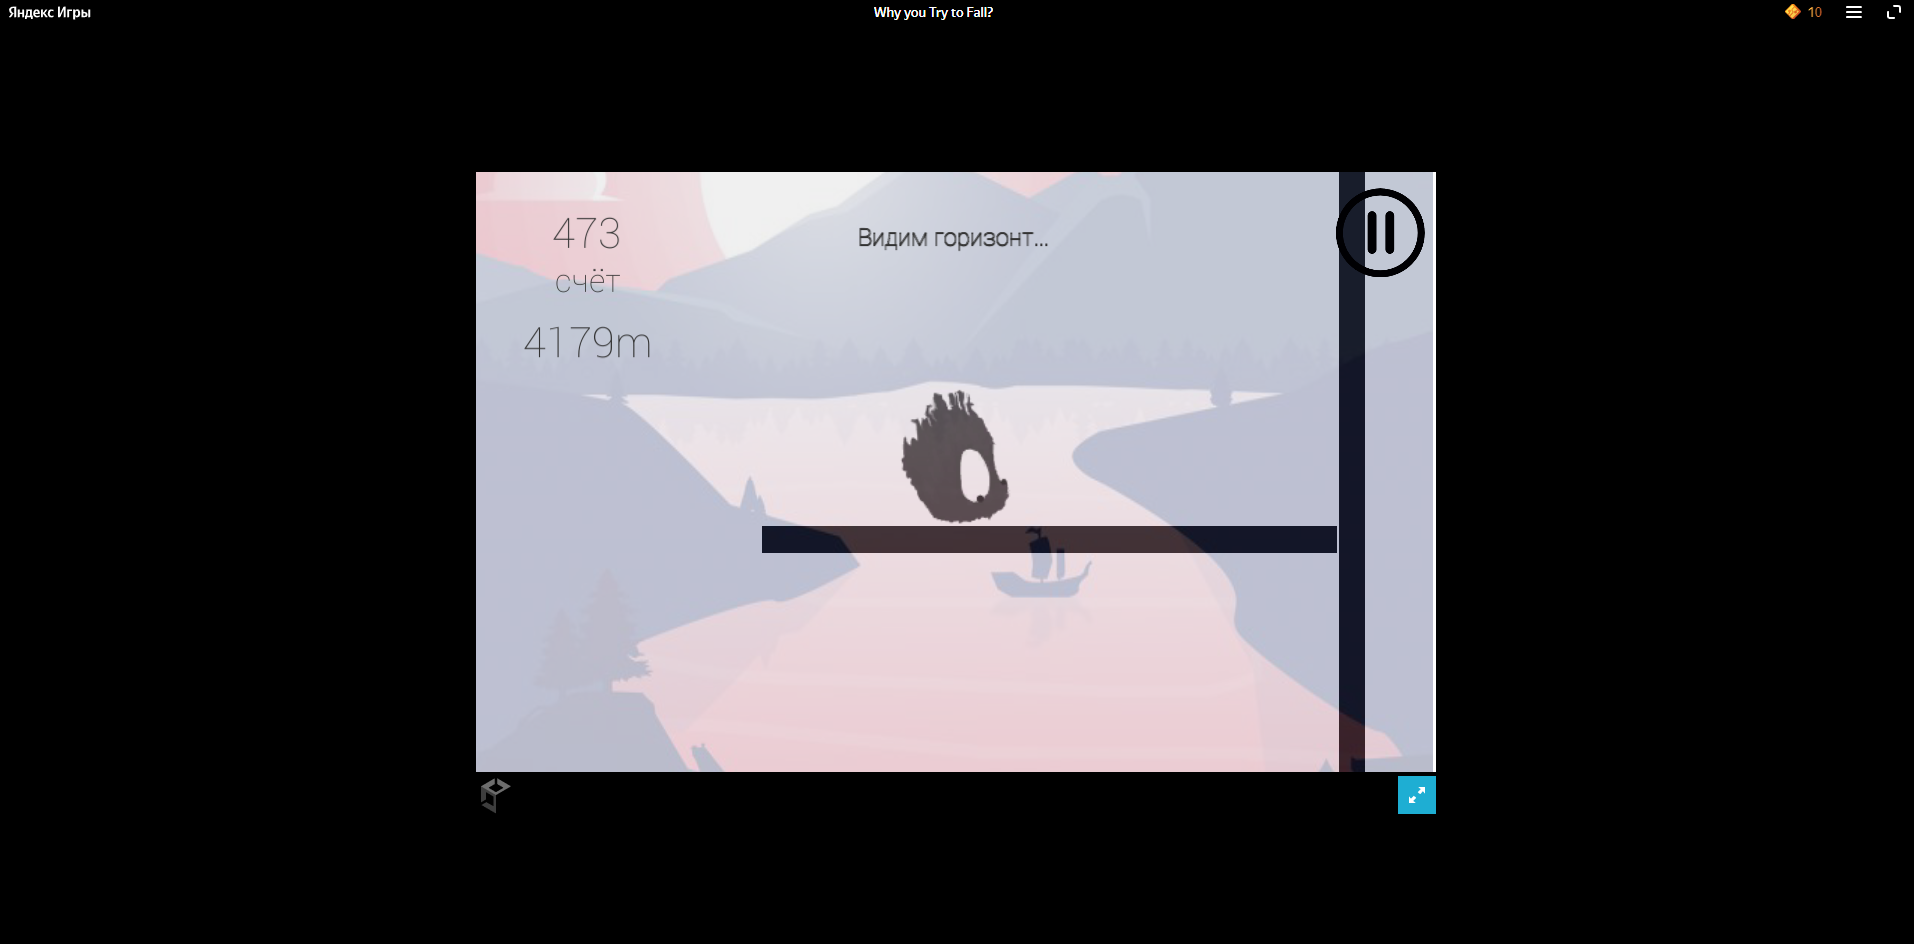 Яндекс Игры
Why you Try to Fall?
10
473
счёт
4179m
Видим горизонт...